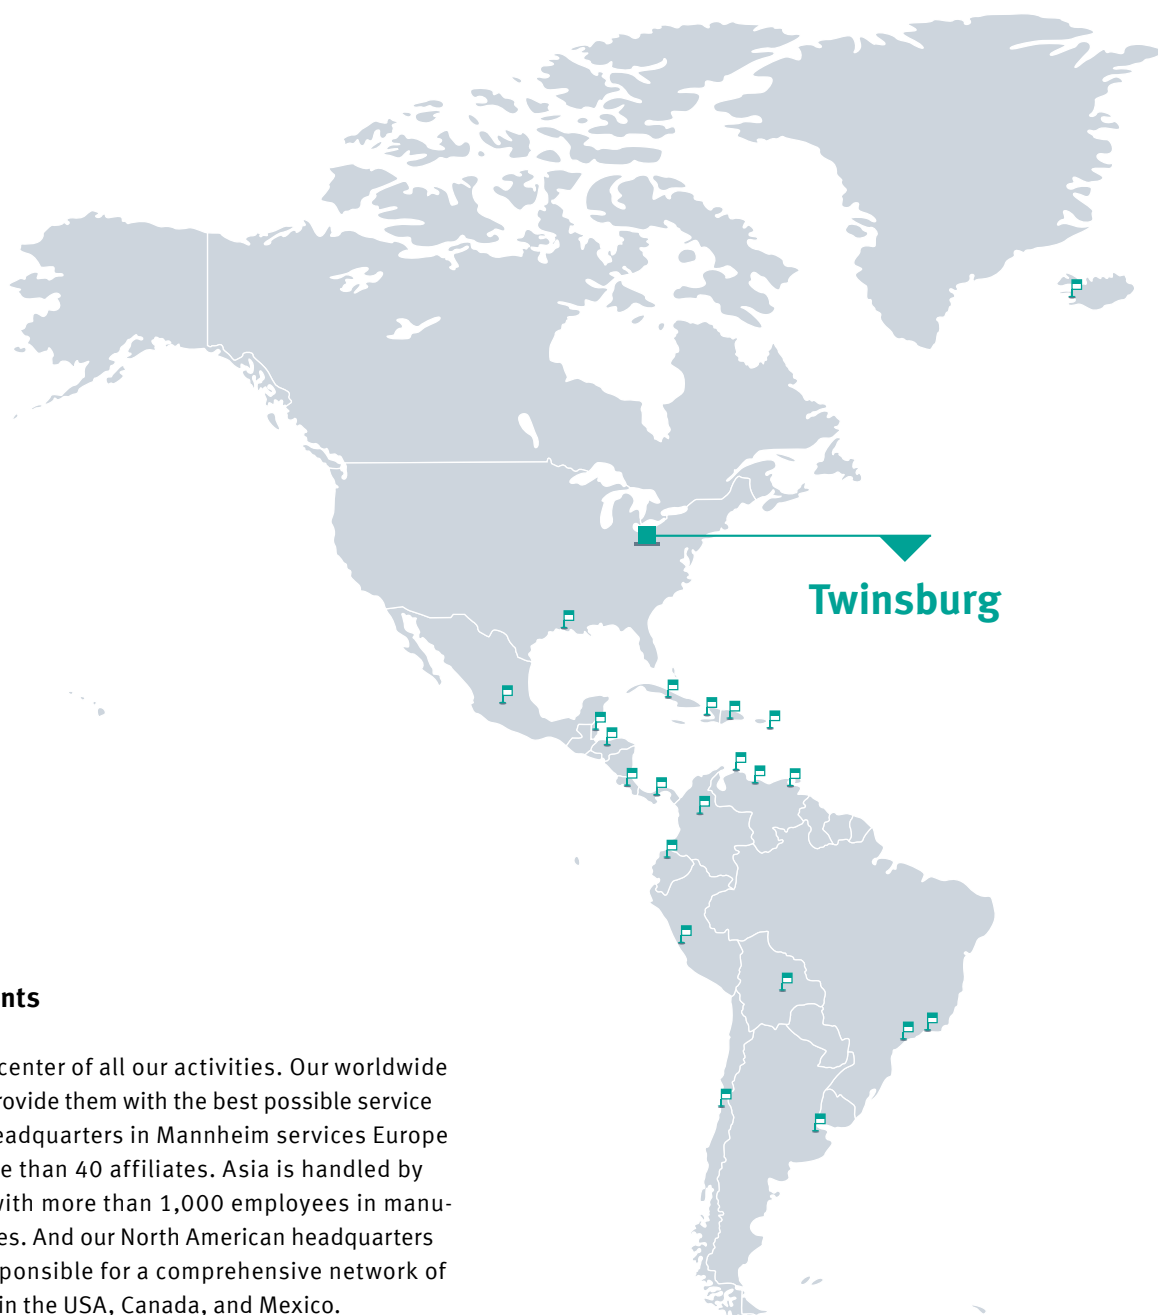 Twinsburg
nts
center of all our activities. Our worldwide
rovide them with the best possible service
eadquarters in Mannheim services Europe
e than 40 affiliates. Asia is handled by
with more than 1,000 employees in manu-
es. And our North American headquarters
sponsible for a comprehensive network of
in the USA, Canada, and Mexico.